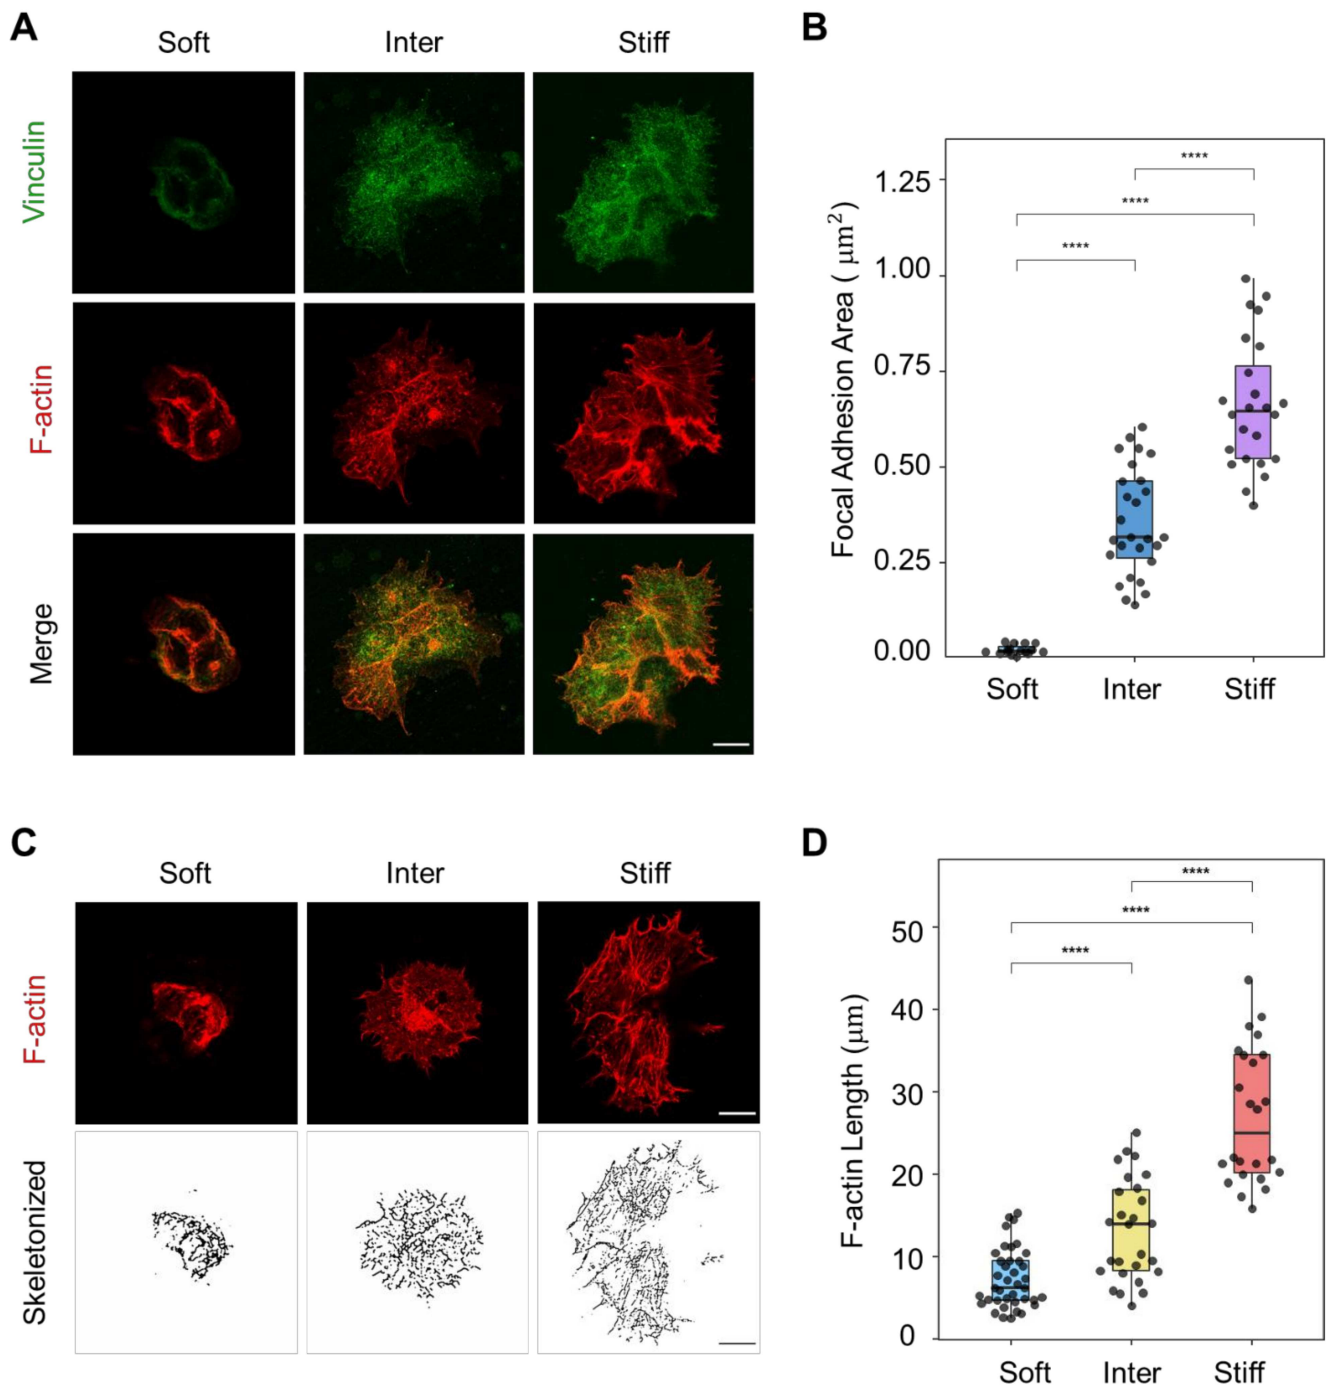 A
Soft Inter Stiff
Vinculin
F-actin
Merge
B
Focal Adhesion Area ( μm²)
1.25
1.00
0.75
0.50
0.25
0.00
****
****
****
Soft Inter Stiff
C
Soft Inter Stiff
F-actin
Skeletonized
D
F-actin Length (μm)
50
40
30
20
10
0
****
****
****
Soft Inter Stiff